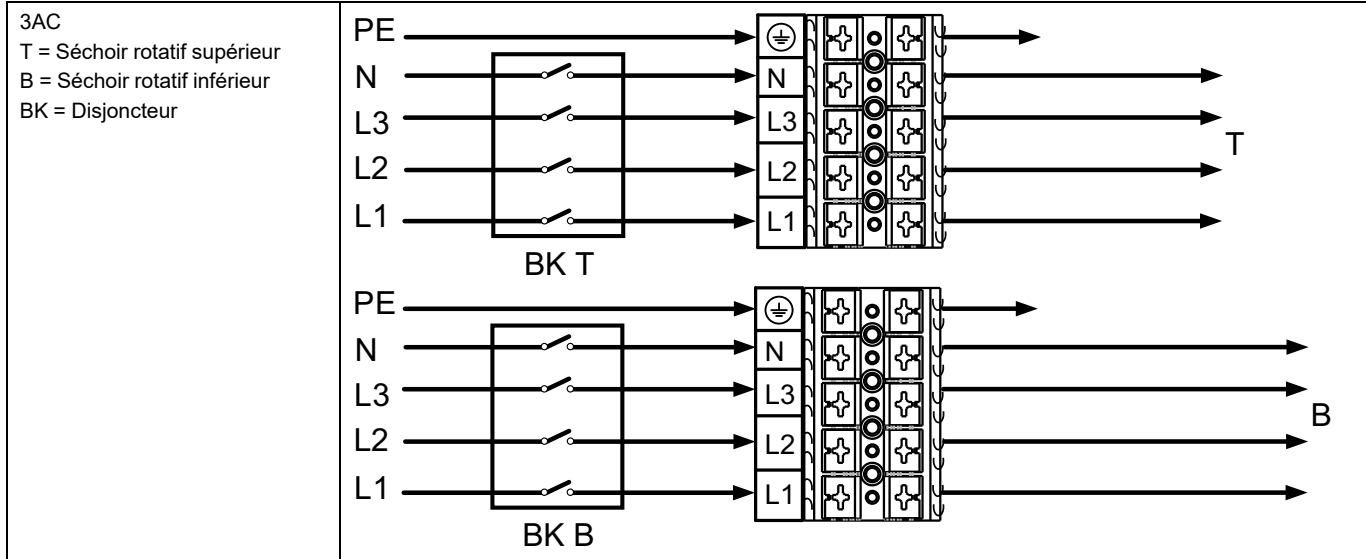 3AC
T = Séchoir rotatif supérieur
B = Séchoir rotatif inférieur
BK = Disjoncteur
PE
N N
L3 L3
L2 L2
L1 L1
T
BK T
PE
N N
L3 L3
L2 L2
L1 L1
B
BK B